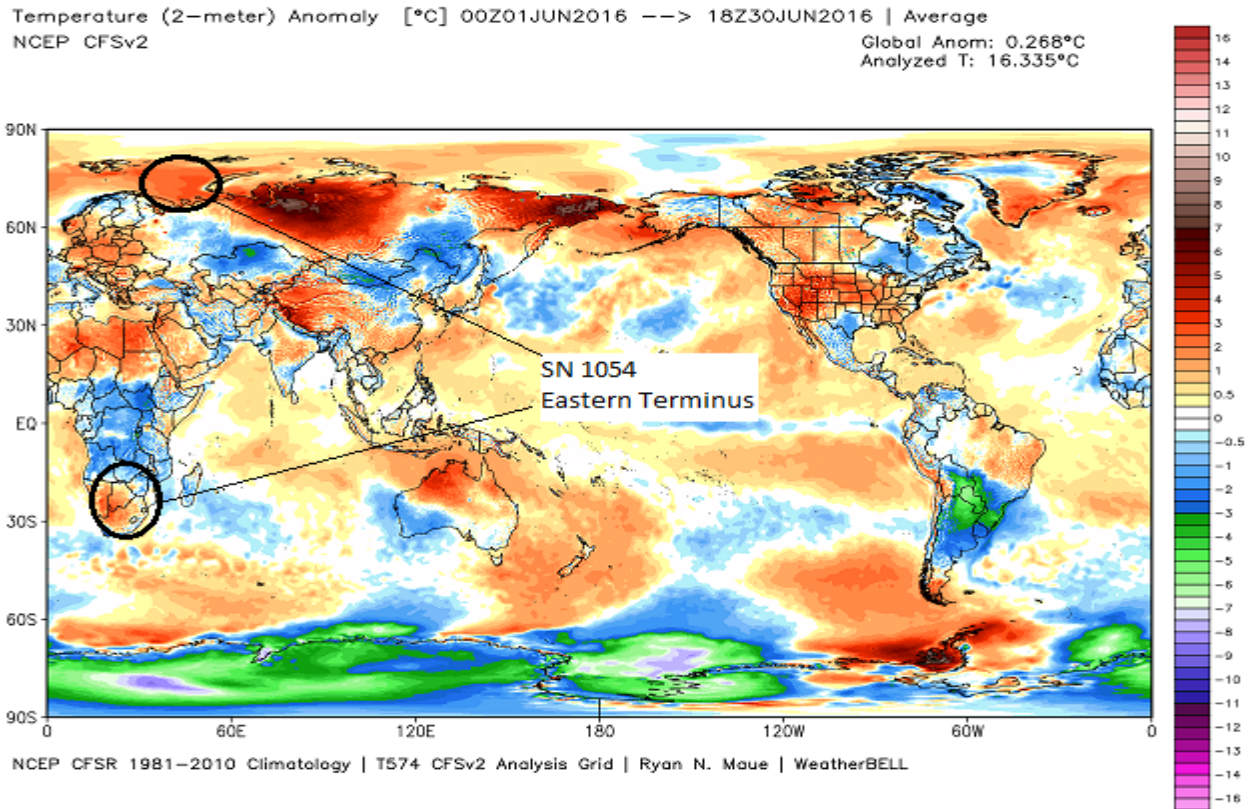 Temperature (2-meter) Anomaly [°C] 00Z01JUN2016 --> 18Z30JUN2016 | Average
NCEP CFSv2
Global Anom: 0.268°C
Analyzed T: 16.335°C
90N
60N
30N
EQ
30S
60S
90S
0
60E
120E
180
120W
60W
0
SN 1054
Eastern Terminus
16
14
13
12
11
10
9
8
7
6
5
4
3
2
1
0.5
0
-0.5
-1
-2
-3
-4
-5
-6
-7
-8
-9
-10
-11
-12
-13
-14
-16
NCEP CFSR 1981-2010 Climatology | T574 CFSv2 Analysis Grid | Ryan N. Maue | WeatherBELL